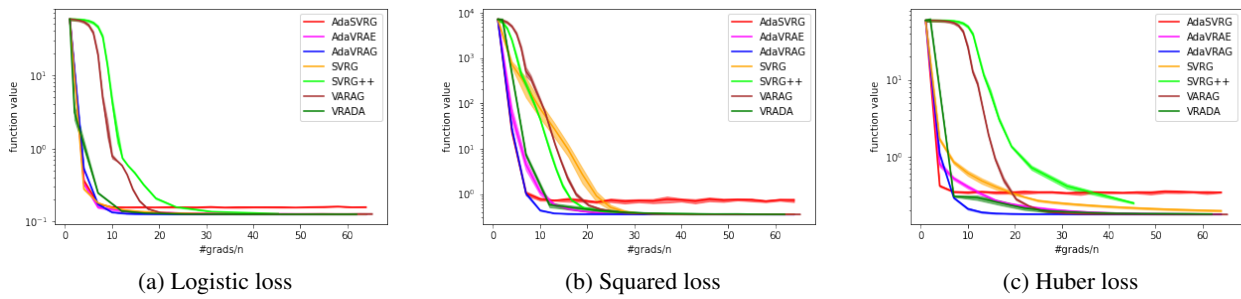 function value
10¹
10⁰
10⁻¹
0 10 20 30 40 50 60
#grads/n
AdaSVRG
AdaVRAE
AdaVRAG
SVRG
SVRG++
VARAG
VRADA
(a) Logistic loss
function value
10⁴
10³
10²
10¹
10⁰
0 10 20 30 40 50 60
#grads/n
AdaSVRG
AdaVRAE
AdaVRAG
SVRG
SVRG++
VARAG
VRADA
(b) Squared loss
function value
10¹
10⁰
0 10 20 30 40 50 60
#grads/n
AdaSVRG
AdaVRAE
AdaVRAG
SVRG
SVRG++
VARAG
VRADA
(c) Huber loss